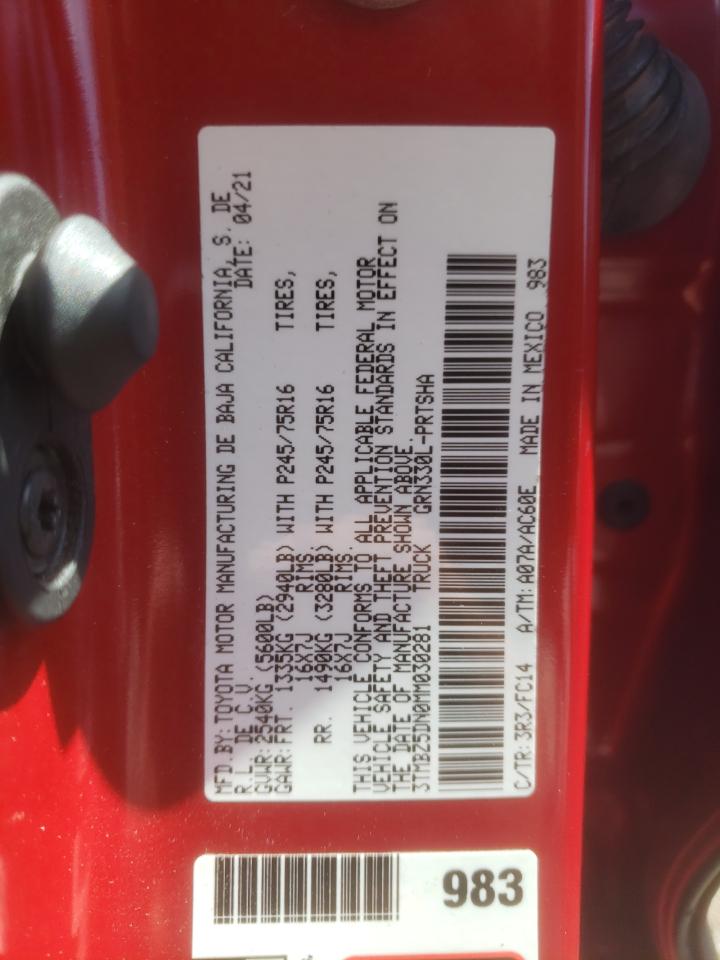 MFD.BY:TOYOTA MOTOR MANUFACTURING DE BAJA CALIFORNIA, S. DE
R.L. DE C.V. DATE: 04/21
GVWR:2540KG (5600LB)
GAWR:FRT. 1335KG (2940LB) WITH P245/75R16 TIRES,
16X7J RIMS.
RR. 1490KG (3280LB) WITH P245/75R16 TIRES,
16X7J RIMS.
THIS VEHICLE CONFORMS TO ALL APPLICABLE FEDERAL MOTOR
VEHICLE SAFETY AND THEFT PREVENTION STANDARDS IN EFFECT ON
THE DATE OF MANUFACTURE SHOWN ABOVE.
3TMBZ5DN0MM030281 TRUCK GRN330L-PRTSHA
C/TR:3R3/FC14 A/TM:A07A/AC60E MADE IN MEXICO 983
983